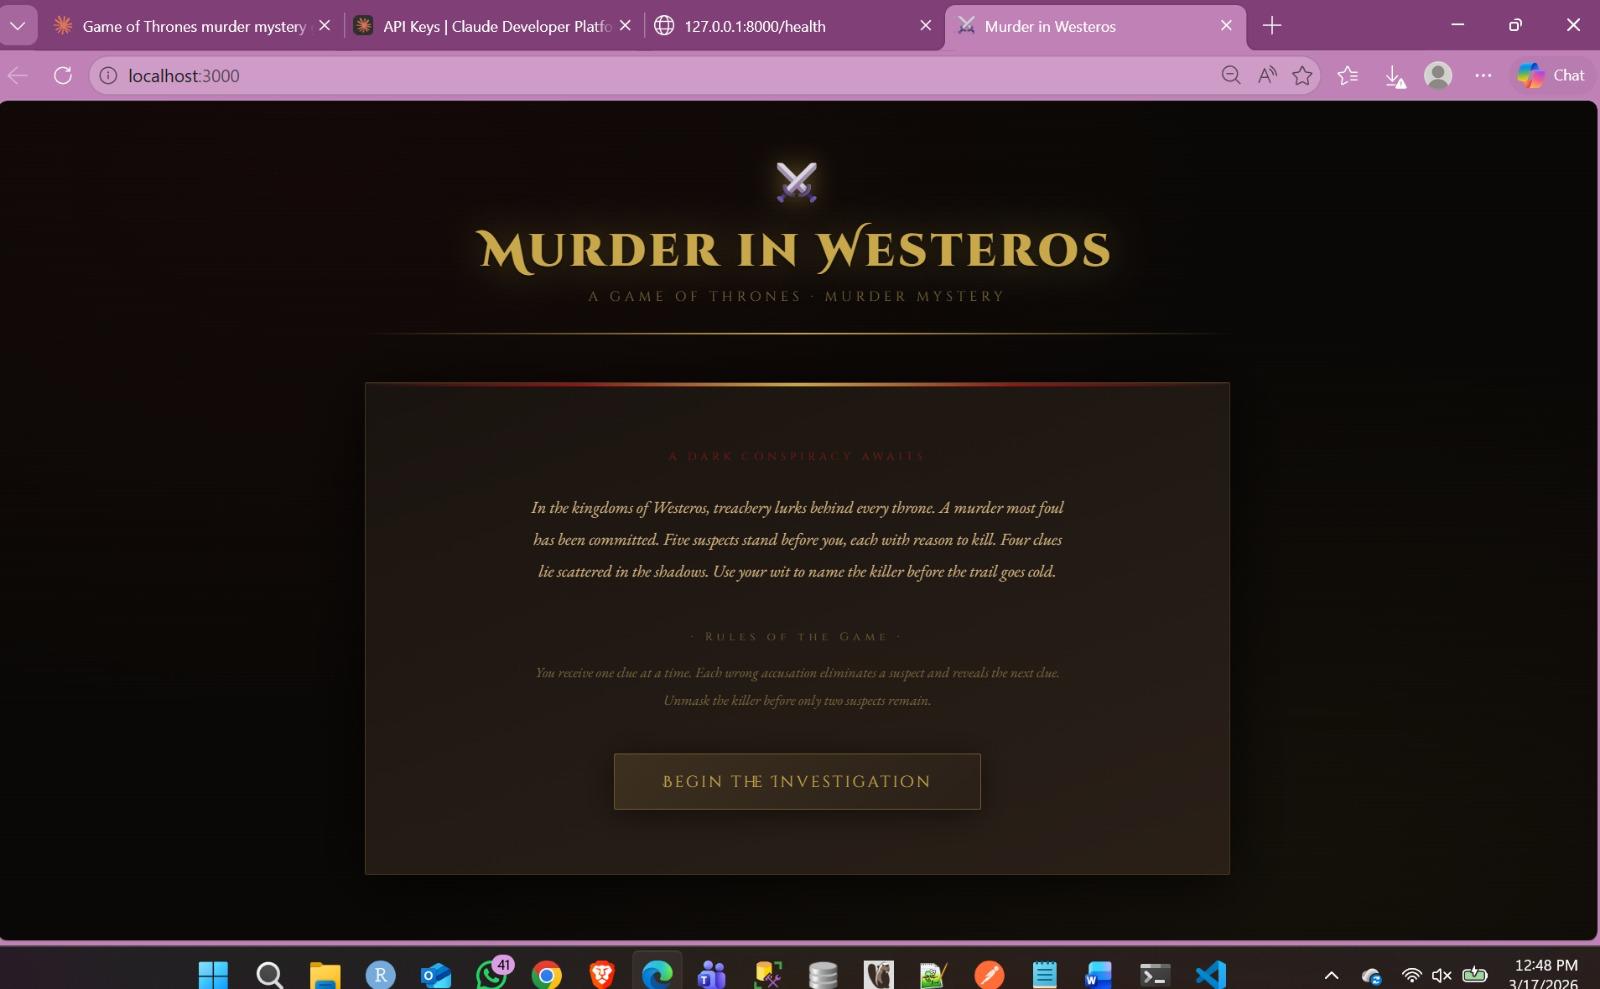 Game of Thrones murder mystery
API Keys | Claude Developer Platfo
127.0.0.1:8000/health
Murder in Westeros
localhost:3000
Chat
MURDER IN WESTEROS
A GAME OF THRONES · MURDER MYSTERY
A DARK CONSPIRACY AWAITS
In the kingdoms of Westeros, treachery lurks behind every throne. A murder most foul
has been committed. Five suspects stand before you, each with reason to kill. Four clues
lie scattered in the shadows. Use your wit to name the killer before the trail goes cold.
· RULES OF THE GAME ·
You receive one clue at a time. Each wrong accusation eliminates a suspect and reveals the next clue.
Unmask the killer before only two suspects remain.
BEGIN THE INVESTIGATION
41
12:48 PM
3/17/2026